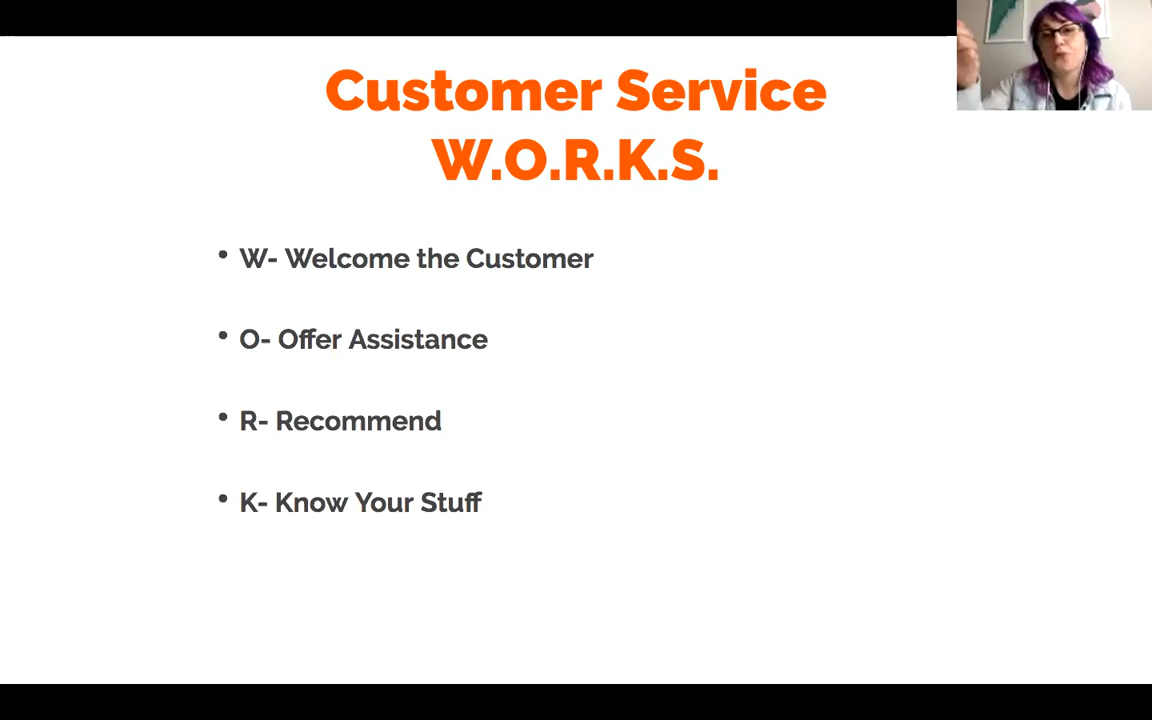 Customer Service
W.O.R.K.S.
• W- Welcome the Customer
• O- Offer Assistance
• R- Recommend
• K- Know Your Stuff